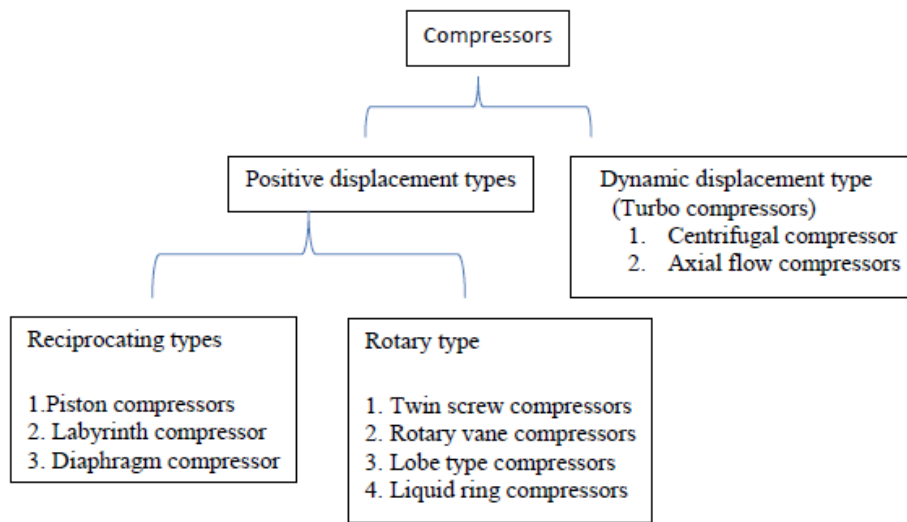 Compressors
Positive displacement types
Dynamic displacement type
(Turbo compressors)
1. Centrifugal compressor
2. Axial flow compressors
Reciprocating types
1.Piston compressors
2. Labyrinth compressor
3. Diaphragm compressor
Rotary type
1. Twin screw compressors
2. Rotary vane compressors
3. Lobe type compressors
4. Liquid ring compressors